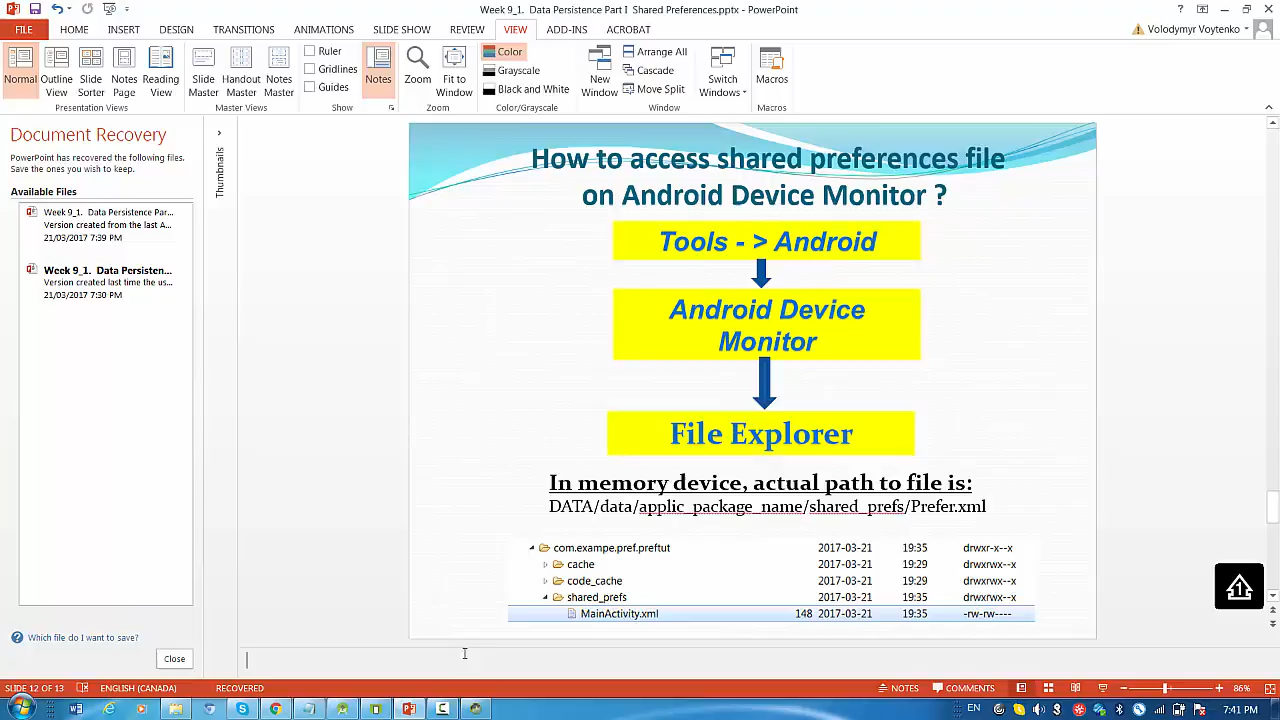 Week 9_1.  Data Persistence Part I  Shared Preferences.pptx - PowerPoint
?
FILE HOME INSERT DESIGN TRANSITIONS ANIMATIONS SLIDE SHOW REVIEW VIEW ADD-INS ACROBAT
Volodymyr Voytenko
Normal
Outline View
Slide Sorter
Notes Page
Reading View
Presentation Views
Slide Master
Handout Master
Notes Master
Master Views
Ruler
Gridlines
Guides
Show
Notes
Zoom
Fit to Window
Zoom
Color
Grayscale
Black and White
Color/Grayscale
New Window
Arrange All
Cascade
Move Split
Window
Switch Windows
Macros
Macros
Document Recovery
PowerPoint has recovered the following files.
Save the ones you wish to keep.
Available Files
Week 9_1.  Data Persistence Par...
Version created from the last A...
21/03/2017 7:39 PM
Week 9_1.  Data Persisten...
Version created last time the us...
21/03/2017 7:30 PM
Which file do I want to save?
Close
Thumbnails
How to access shared preferences file
on Android Device Monitor ?
Tools - > Android
Android Device
Monitor
File Explorer
In memory device, actual path to file is:
DATA/data/applic_package_name/shared_prefs/Prefer.xml
com.exampe.pref.preftut 2017-03-21 19:35 drwxr-x--x
cache 2017-03-21 19:29 drwxrwx--x
code_cache 2017-03-21 19:29 drwxrwx--x
shared_prefs 2017-03-21 19:35 drwxrwx--x
MainActivity.xml 148 2017-03-21 19:35 -rw-rw----
1
SLIDE 12 OF 13 ENGLISH (CANADA) RECOVERED NOTES COMMENTS 86%
EN 7:41 PM